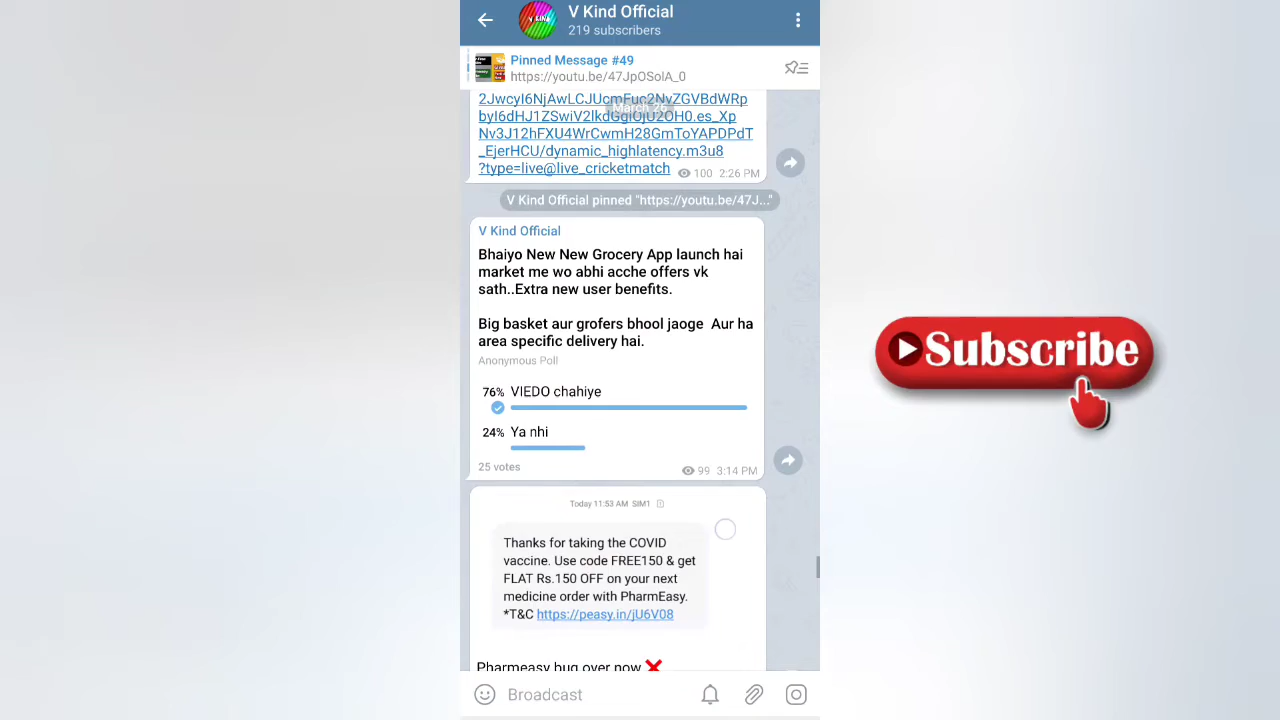 V Kind Official
219 subscribers
V KIND
Pinned Message #49
https://youtu.be/47JpOSolA_0
March 26
2JwcyI6NjAwLCJUcmFuc2NvZGVBdWRp
byI6dHJ1ZSwiV2lkdGgiOjU2OH0.es_Xp
Nv3J12hFXU4WrCwmH28GmToYAPDPdT
_EjerHCU/dynamic_highlatency.m3u8
?type=live@live_cricketmatch
100 2:26 PM
V Kind Official pinned "https://youtu.be/47J..."
V Kind Official
Bhaiyo New New Grocery App launch hai
market me wo abhi acche offers vk
sath..Extra new user benefits.
Big basket aur grofers bhool jaoge Aur ha
area specific delivery hai.
Anonymous Poll
76% VIEDO chahiye
24% Ya nhi
25 votes
99 3:14 PM
Subscribe
Today 11:53 AM SIM1
Thanks for taking the COVID
vaccine. Use code FREE150 & get
FLAT Rs.150 OFF on your next
medicine order with PharmEasy.
*T&C https://peasy.in/jU6V08
Pharmeasy bug over now
Broadcast